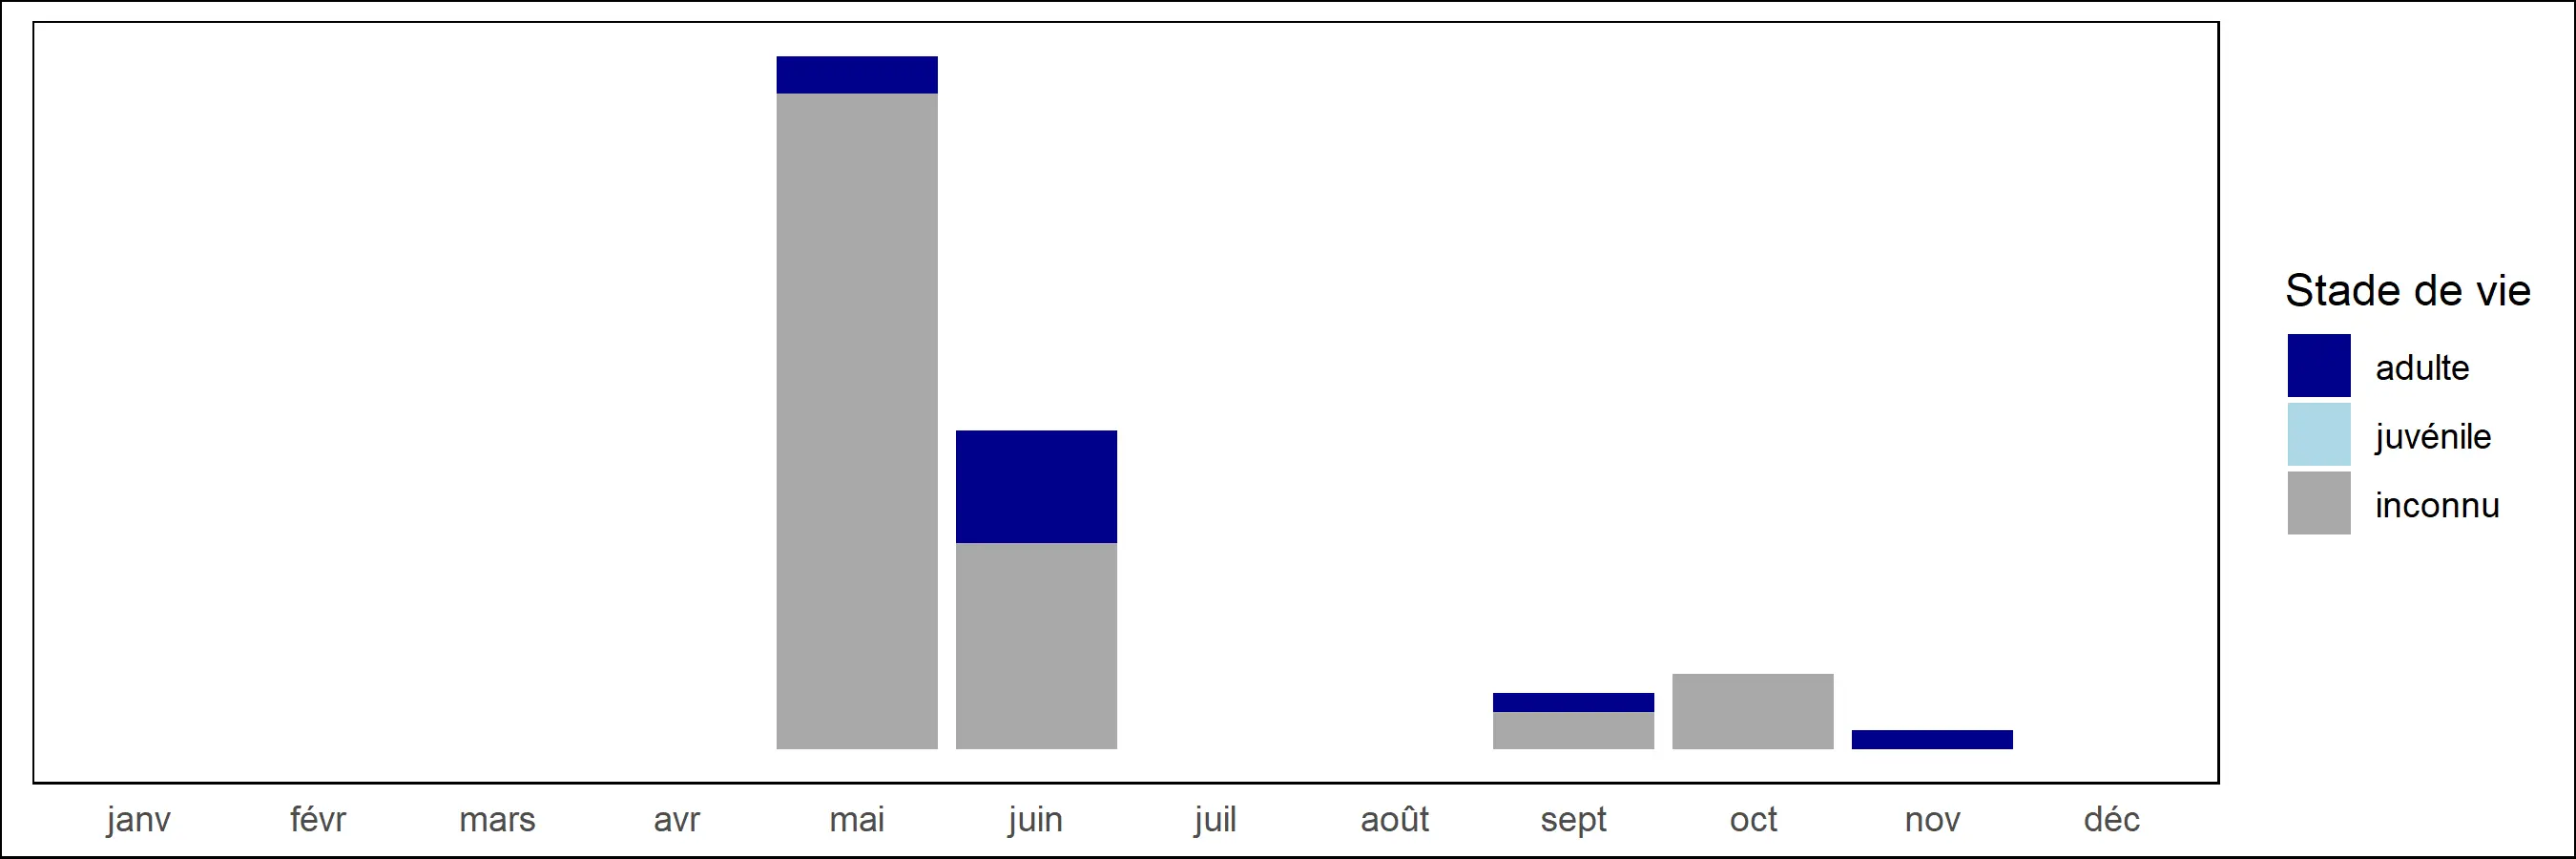 Stade de vie
adulte
juvénile
inconnu
janv févr mars avr mai juin juil août sept oct nov déc